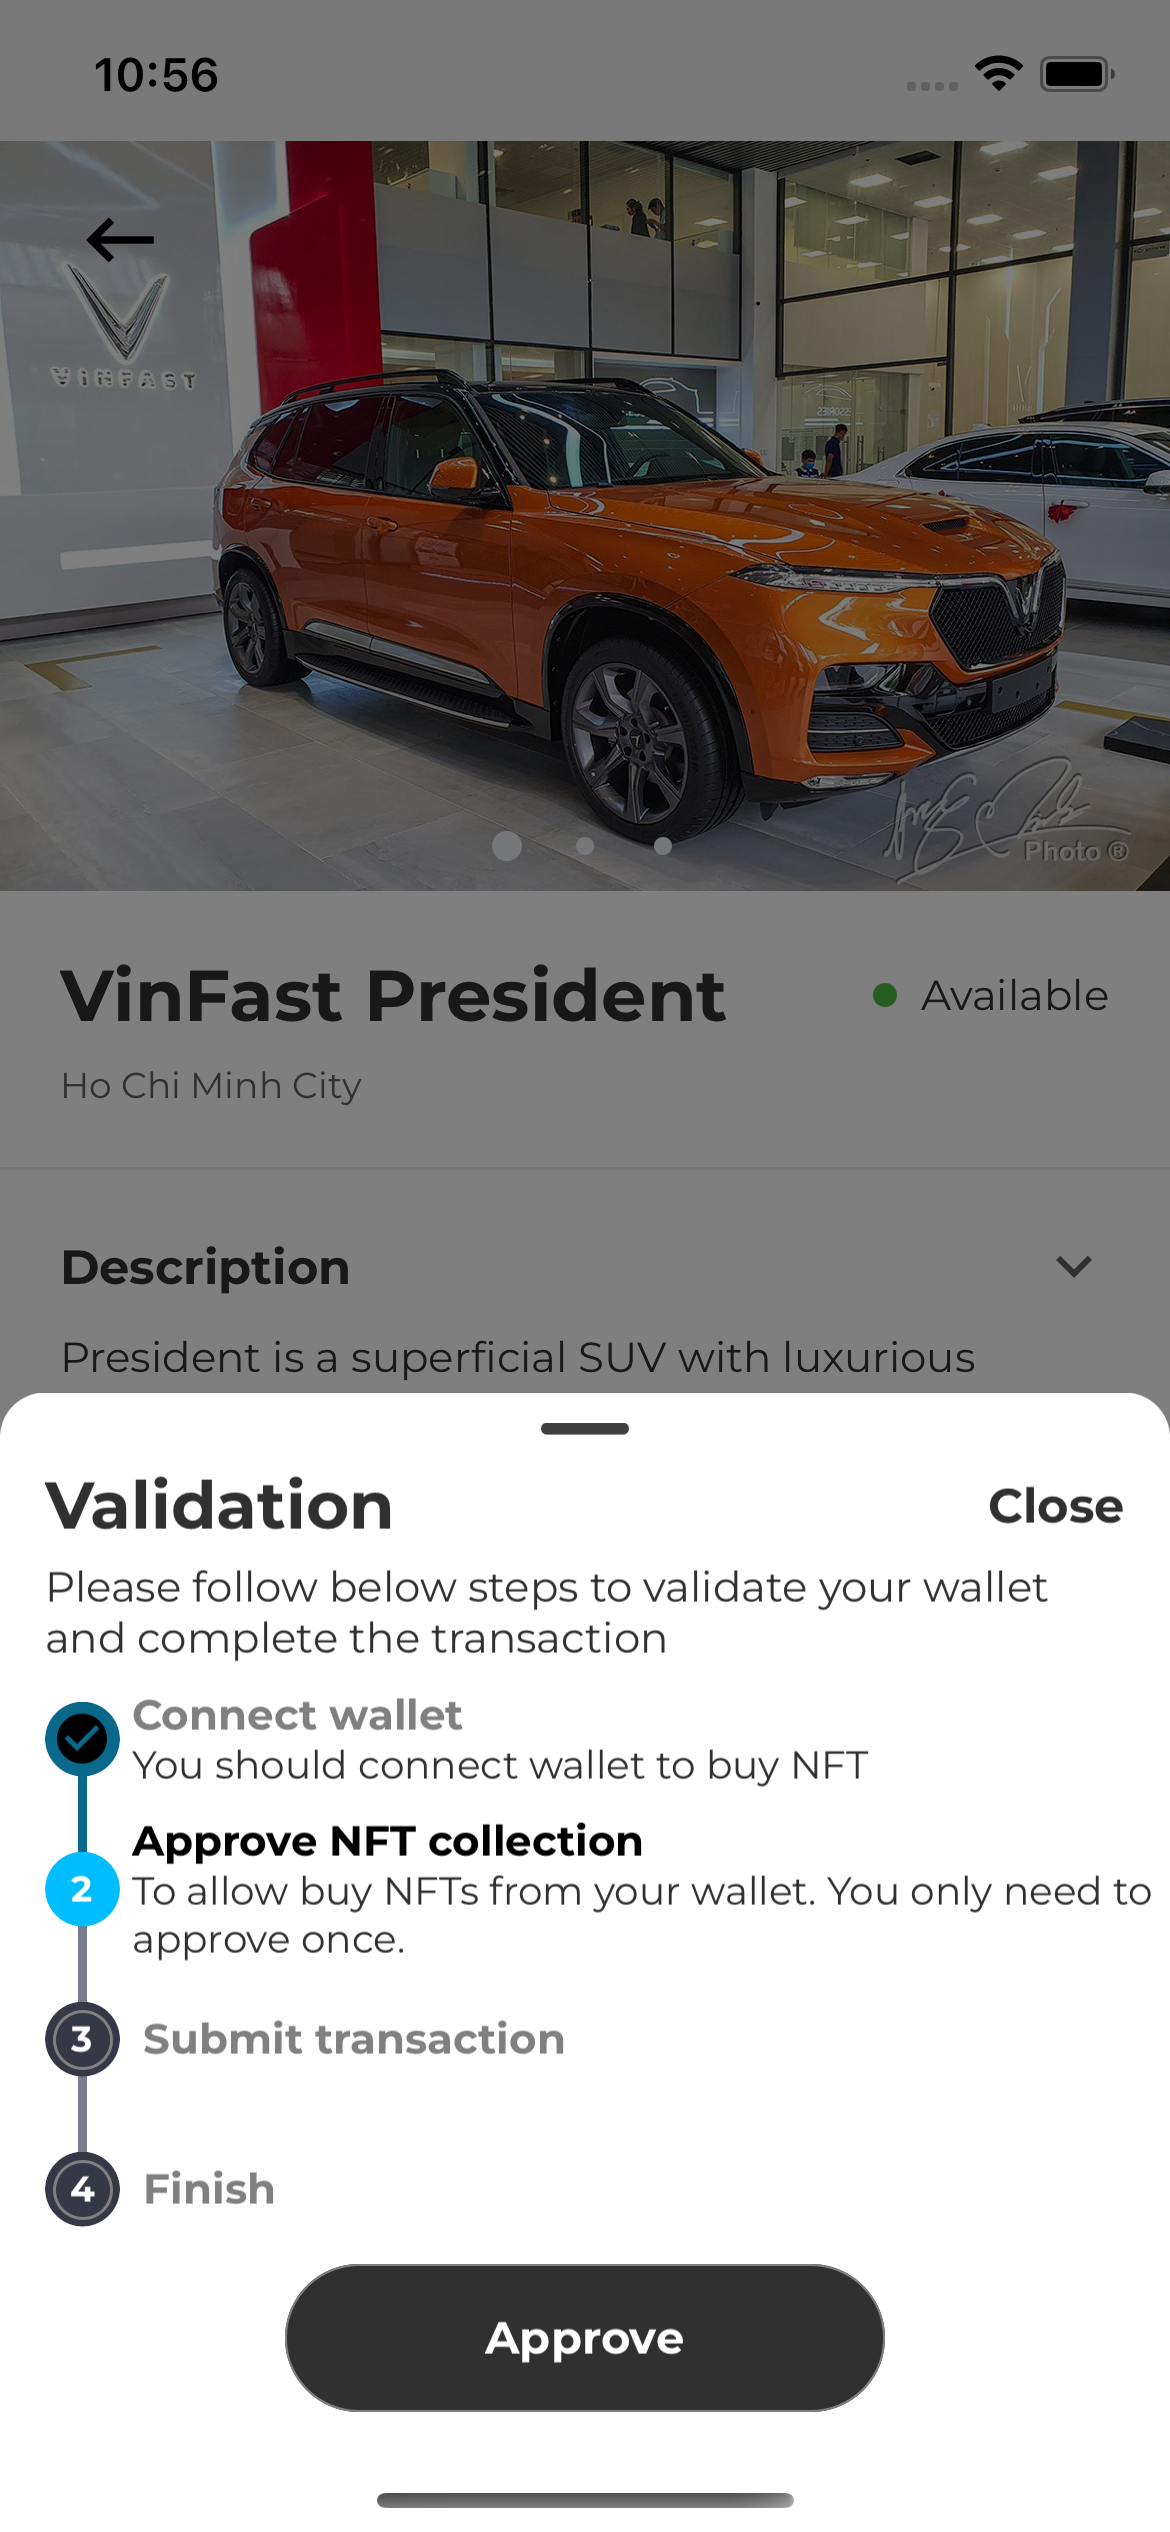 10:56
VINFAST
Photo ®
VinFast President
Available
Ho Chi Minh City
Description
President is a superficial SUV with luxurious
Validation
Close
Please follow below steps to validate your wallet
and complete the transaction
Connect wallet
You should connect wallet to buy NFT
Approve NFT collection
2
To allow buy NFTs from your wallet. You only need to
approve once.
3
Submit transaction
4
Finish
Approve